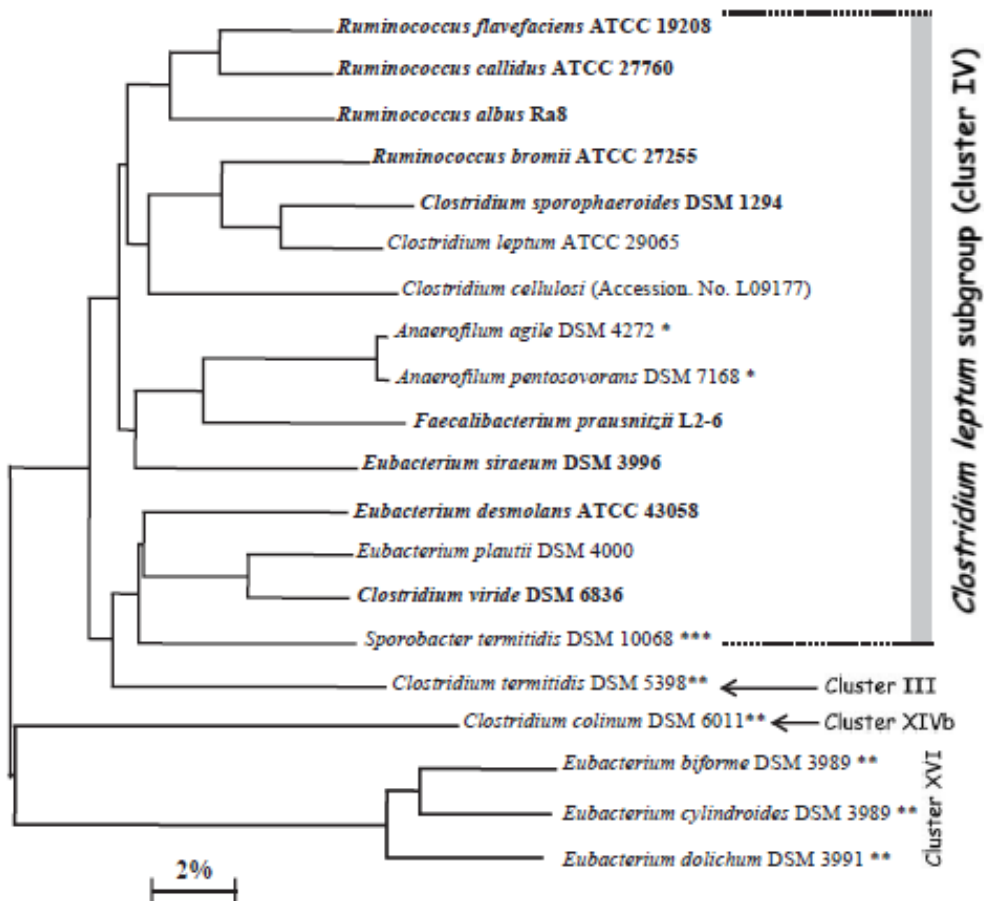 Ruminococcus flavefaciens ATCC 19208
Ruminococcus callidus ATCC 27760
Ruminococcus albus Ra8
Ruminococcus bromii ATCC 27255
Clostridium sporophaeroides DSM 1294
Clostridium leptum ATCC 29065
Clostridium cellulosi (Accession. No. L09177)
Anaerofilum agile DSM 4272 *
Anaerofilum pentosovorans DSM 7168 *
Faecalibacterium prausnitzii L2-6
Eubacterium siraeum DSM 3996
Eubacterium desmolans ATCC 43058
Eubacterium plautii DSM 4000
Clostridium viride DSM 6836
Sporobacter termitidis DSM 10068 ***
Clostridium termitidis DSM 5398**
Cluster III
Clostridium colinum DSM 6011**
Cluster XIVb
Eubacterium biforme DSM 3989 **
Eubacterium cylindroides DSM 3989 **
Eubacterium dolichum DSM 3991 **
Cluster XVI
Clostridium leptum subgroup (cluster IV)
2%